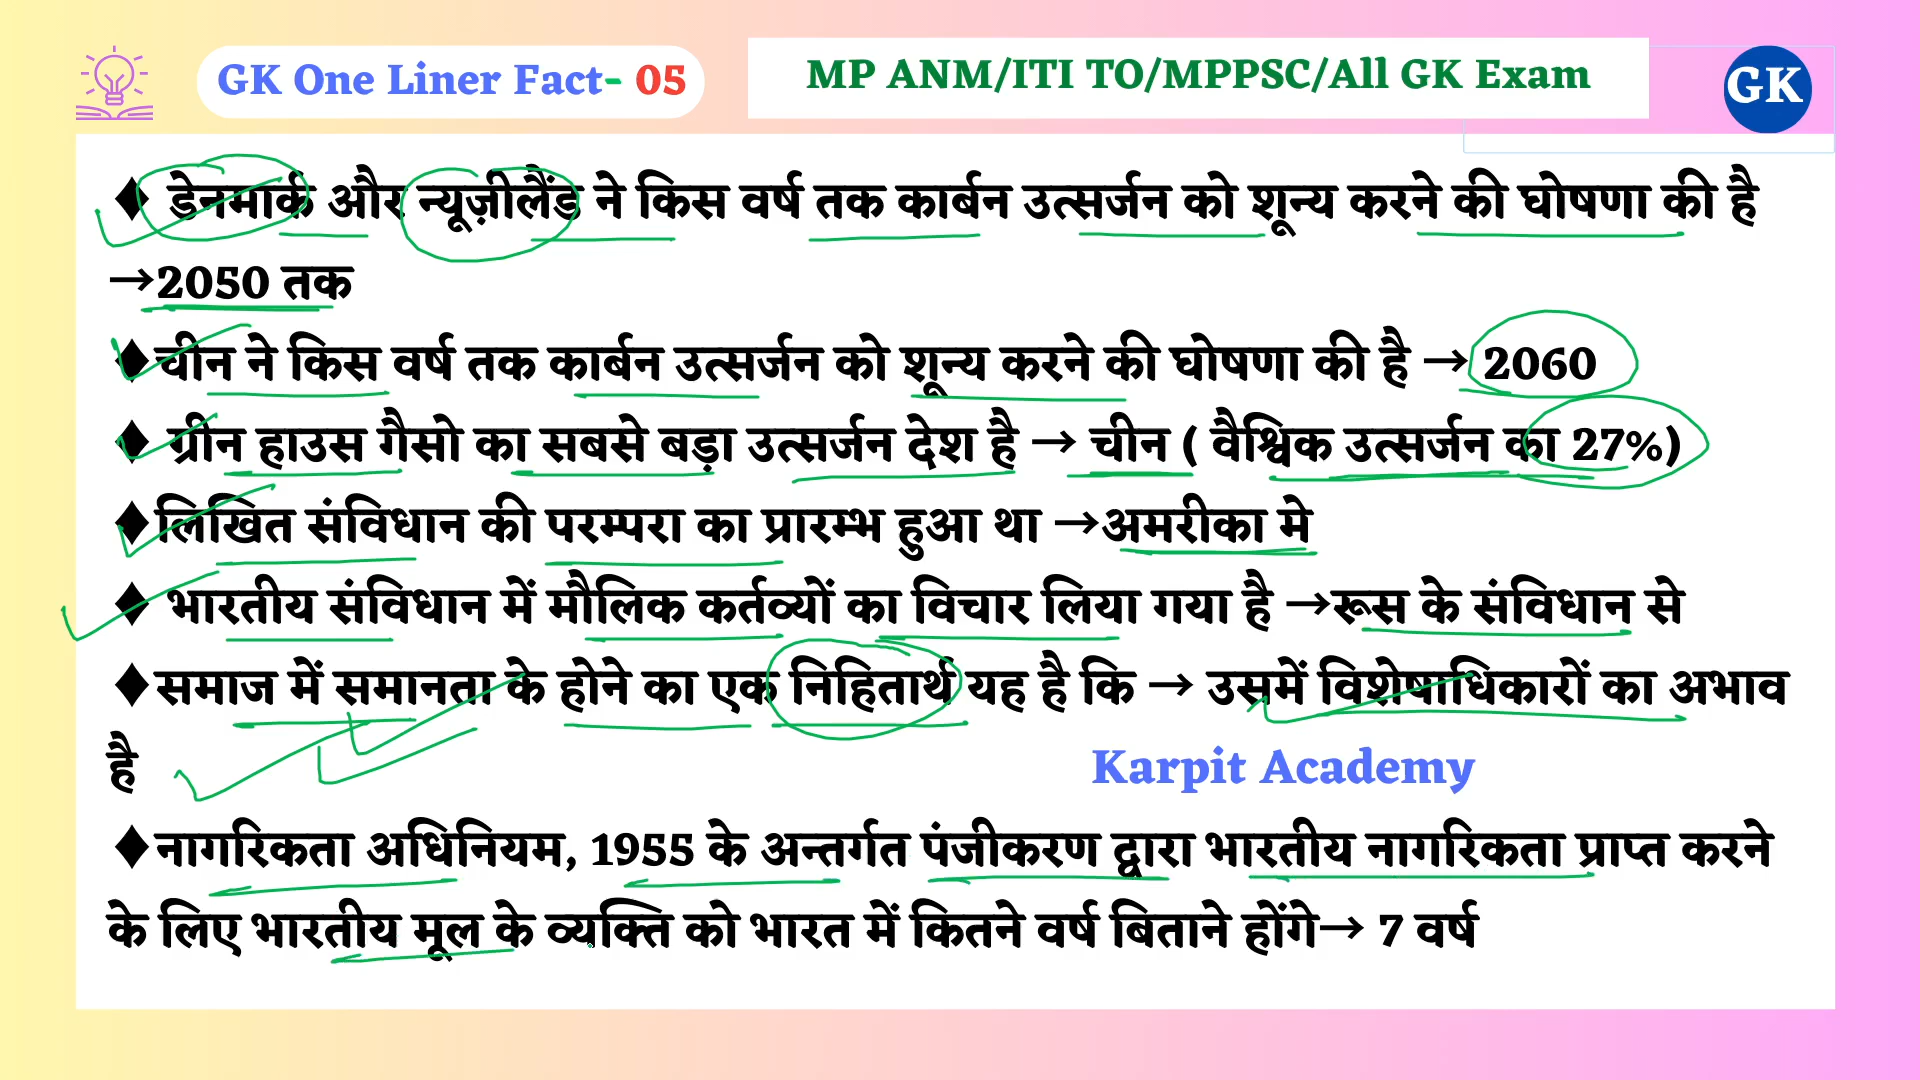 GK One Liner Fact- 05
MP ANM/ITI TO/MPPSC/All GK Exam
GK
♦ डेनमार्क और न्यूज़ीलैंड ने किस वर्ष तक कार्बन उत्सर्जन को शून्य करने की घोषणा की है
→2050 तक
♦चीन ने किस वर्ष तक कार्बन उत्सर्जन को शून्य करने की घोषणा की है → 2060
♦ ग्रीन हाउस गैसो का सबसे बड़ा उत्सर्जन देश है → चीन ( वैश्विक उत्सर्जन का 27%)
♦लिखित संविधान की परम्परा का प्रारम्भ हुआ था →अमरीका मे
♦ भारतीय संविधान में मौलिक कर्तव्यों का विचार लिया गया है →रूस के संविधान से
♦समाज में समानता के होने का एक निहितार्थ यह है कि → उसमें विशेषाधिकारों का अभाव
है
Karpit Academy
♦नागरिकता अधिनियम, 1955 के अन्तर्गत पंजीकरण द्वारा भारतीय नागरिकता प्राप्त करने
के लिए भारतीय मूल के व्यक्ति को भारत में कितने वर्ष बिताने होंगे→ 7 वर्ष